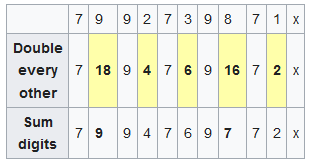 7 9 9 2 7 3 9 8 7 1 x
Double every other 7 18 9 4 7 6 9 16 7 2 x
Sum digits 7 9 9 4 7 6 9 7 7 2 x